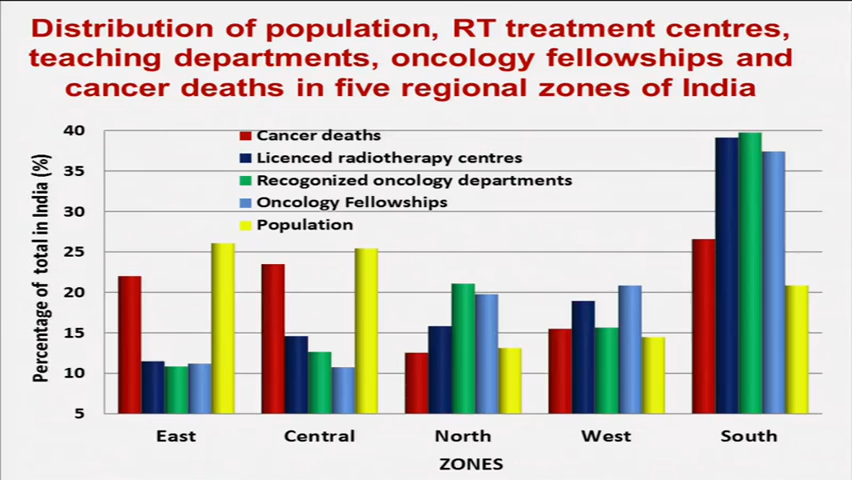 Distribution of population, RT treatment centres,
teaching departments, oncology fellowships and
cancer deaths in five regional zones of India
Percentage of total in India (%)
40
35
30
25
20
15
10
5
Cancer deaths
Licenced radiotherapy centres
Recogonized oncology departments
Oncology Fellowships
Population
East Central North West South
ZONES